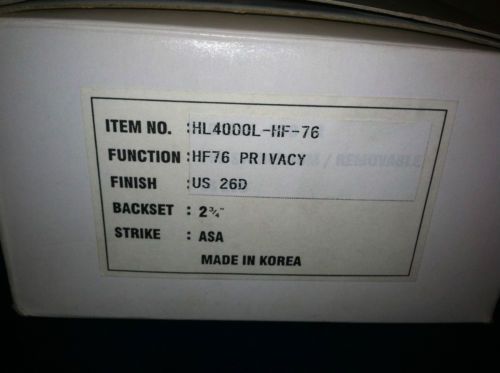 ITEM NO. : HL4000L-HF-76
FUNCTION : HF76 PRIVACY
FINISH : US 26D
BACKSET : 2¾"
STRIKE : ASA
MADE IN KOREA